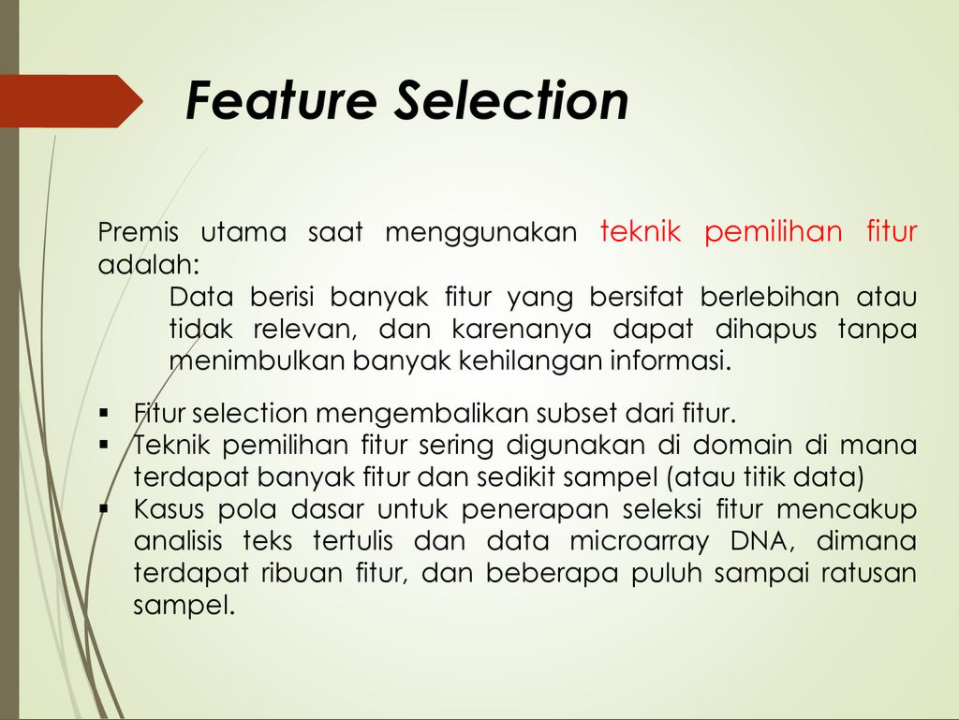 Feature Selection
Premis utama saat menggunakan teknik pemilihan fitur
adalah:
Data berisi banyak fitur yang bersifat berlebihan atau
tidak relevan, dan karenanya dapat dihapus tanpa
menimbulkan banyak kehilangan informasi.
▪ Fitur selection mengembalikan subset dari fitur.
▪ Teknik pemilihan fitur sering digunakan di domain di mana
terdapat banyak fitur dan sedikit sampel (atau titik data)
▪ Kasus pola dasar untuk penerapan seleksi fitur mencakup
analisis teks tertulis dan data microarray DNA, dimana
terdapat ribuan fitur, dan beberapa puluh sampai ratusan
sampel.